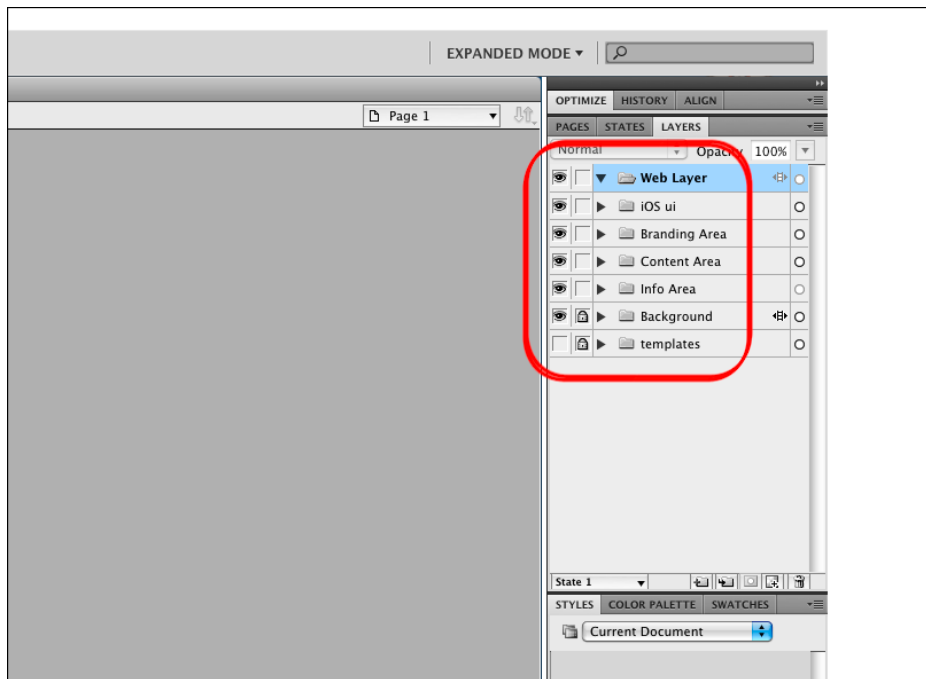 EXPANDED MODE
OPTIMIZE HISTORY ALIGN
Page 1
PAGES STATES LAYERS
Normal Opacity 100%
Web Layer
iOS ui
Branding Area
Content Area
Info Area
Background
templates
State 1
STYLES COLOR PALETTE SWATCHES
Current Document